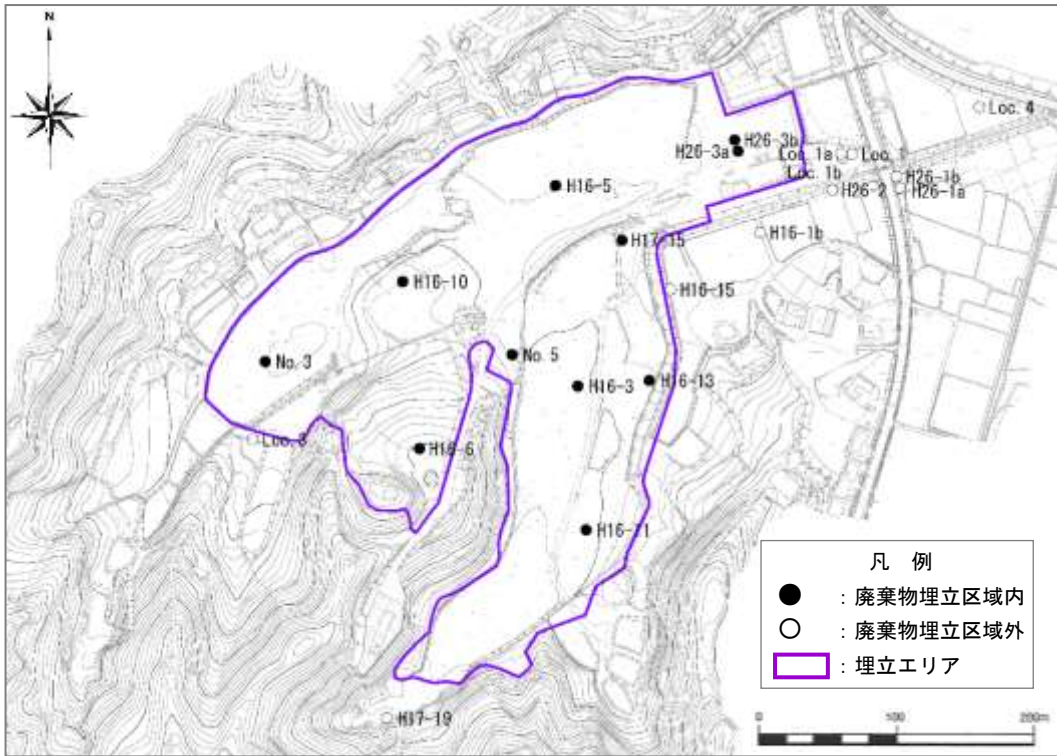 N
Loc. 4
H26-3b
H26-3a
Loc. 1a
Loc. 1
Loc. 1b
H26-1b
H26-2
H26-1a
H16-5
H16-1b
H17-15
H16-10
H16-15
No. 3
No. 5
H16-3
H16-13
Loc. 3
H16-6
H16-11
H17-19
凡 例
● : 廃棄物埋立区域内
○ : 廃棄物埋立区域外
: 埋立エリア
0 100 200m